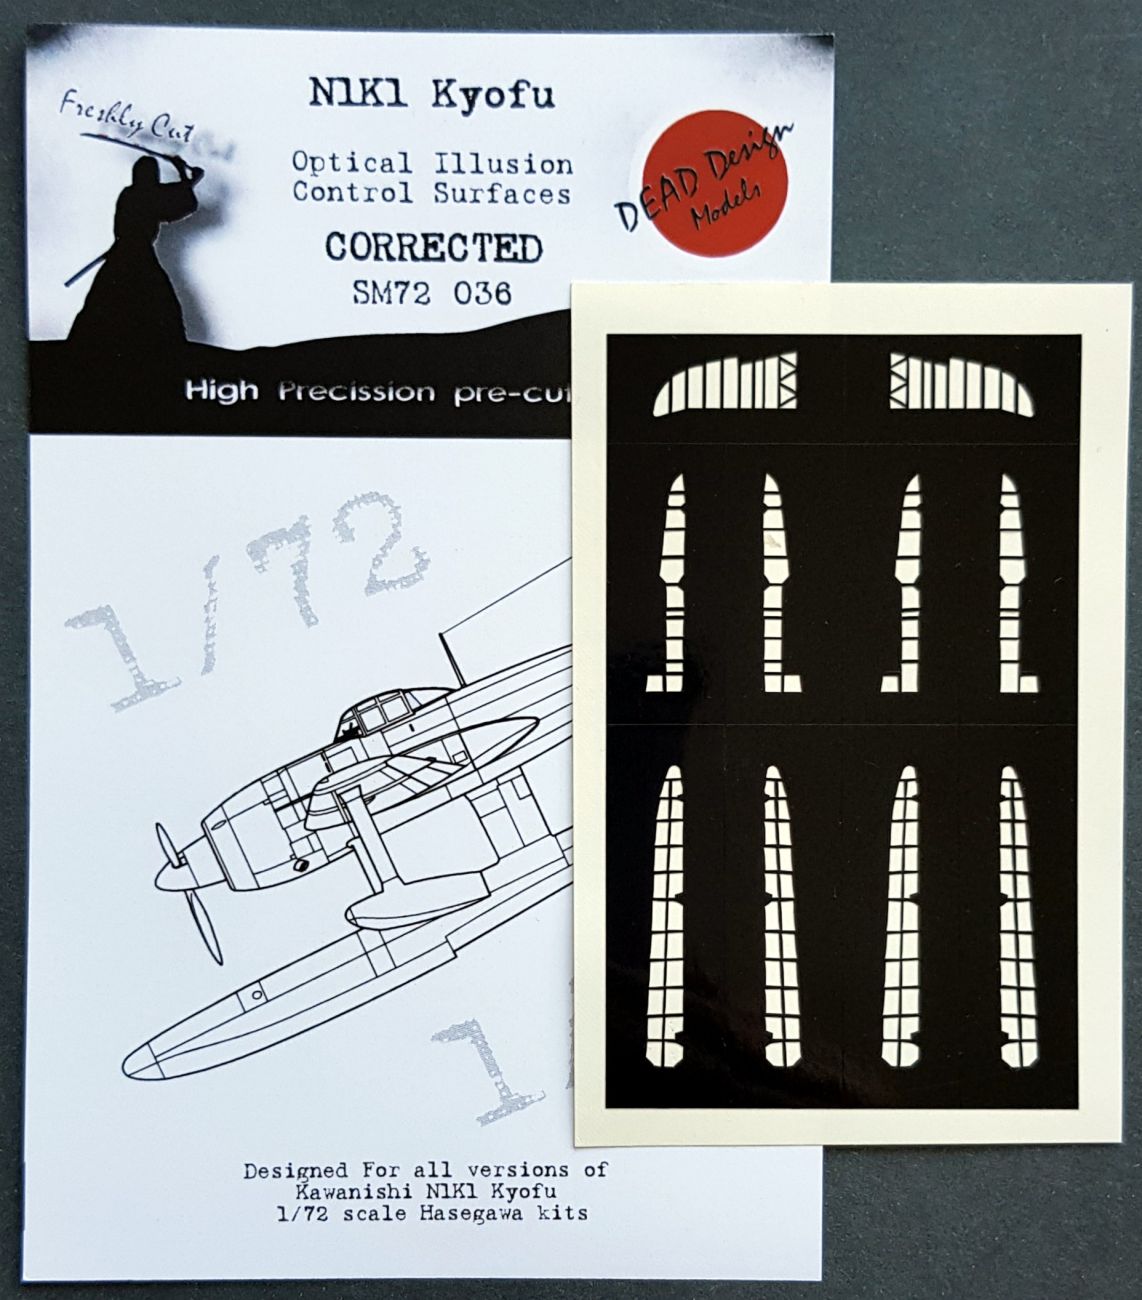 Freshly Cut
N1K1 Kyofu
Optical Illusion
Control Surfaces
CORRECTED
SM72 036
DEAD Design
Models
High Precission pre-cut
1/72
1/
Designed For all versions of
Kawanishi N1K1 Kyofu
1/72 scale Hasegawa kits